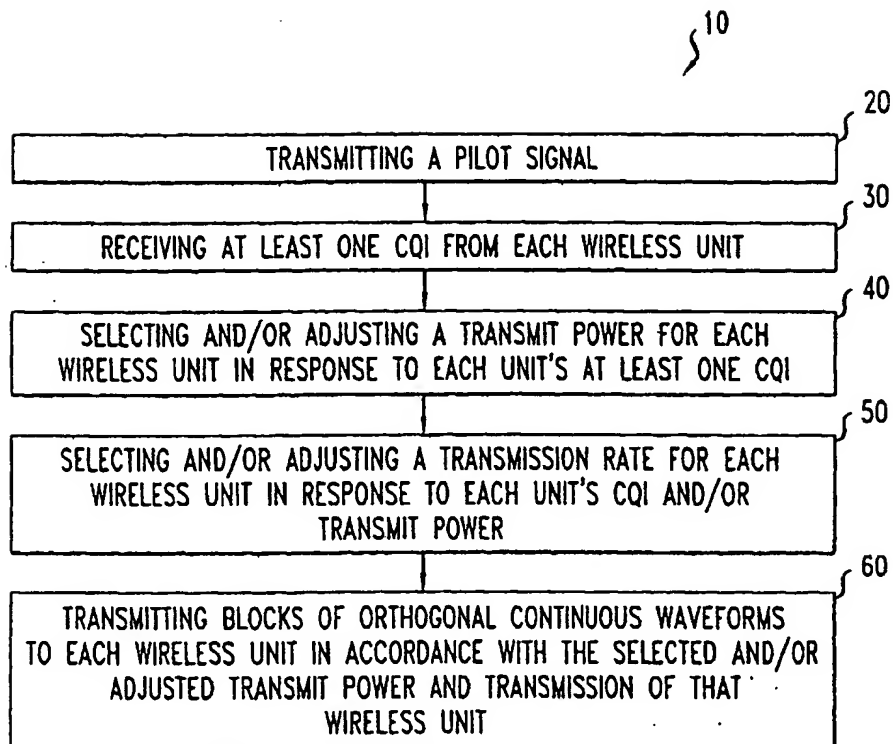 10
20
TRANSMITTING A PILOT SIGNAL
30
RECEIVING AT LEAST ONE CQI FROM EACH WIRELESS UNIT
40
SELECTING AND/OR ADJUSTING A TRANSMIT POWER FOR EACH
WIRELESS UNIT IN RESPONSE TO EACH UNIT'S AT LEAST ONE CQI
50
SELECTING AND/OR ADJUSTING A TRANSMISSION RATE FOR EACH
WIRELESS UNIT IN RESPONSE TO EACH UNIT'S CQI AND/OR
TRANSMIT POWER
60
TRANSMITTING BLOCKS OF ORTHOGONAL CONTINUOUS WAVEFORMS
TO EACH WIRELESS UNIT IN ACCORDANCE WITH THE SELECTED AND/OR
ADJUSTED TRANSMIT POWER AND TRANSMISSION OF THAT
WIRELESS UNIT